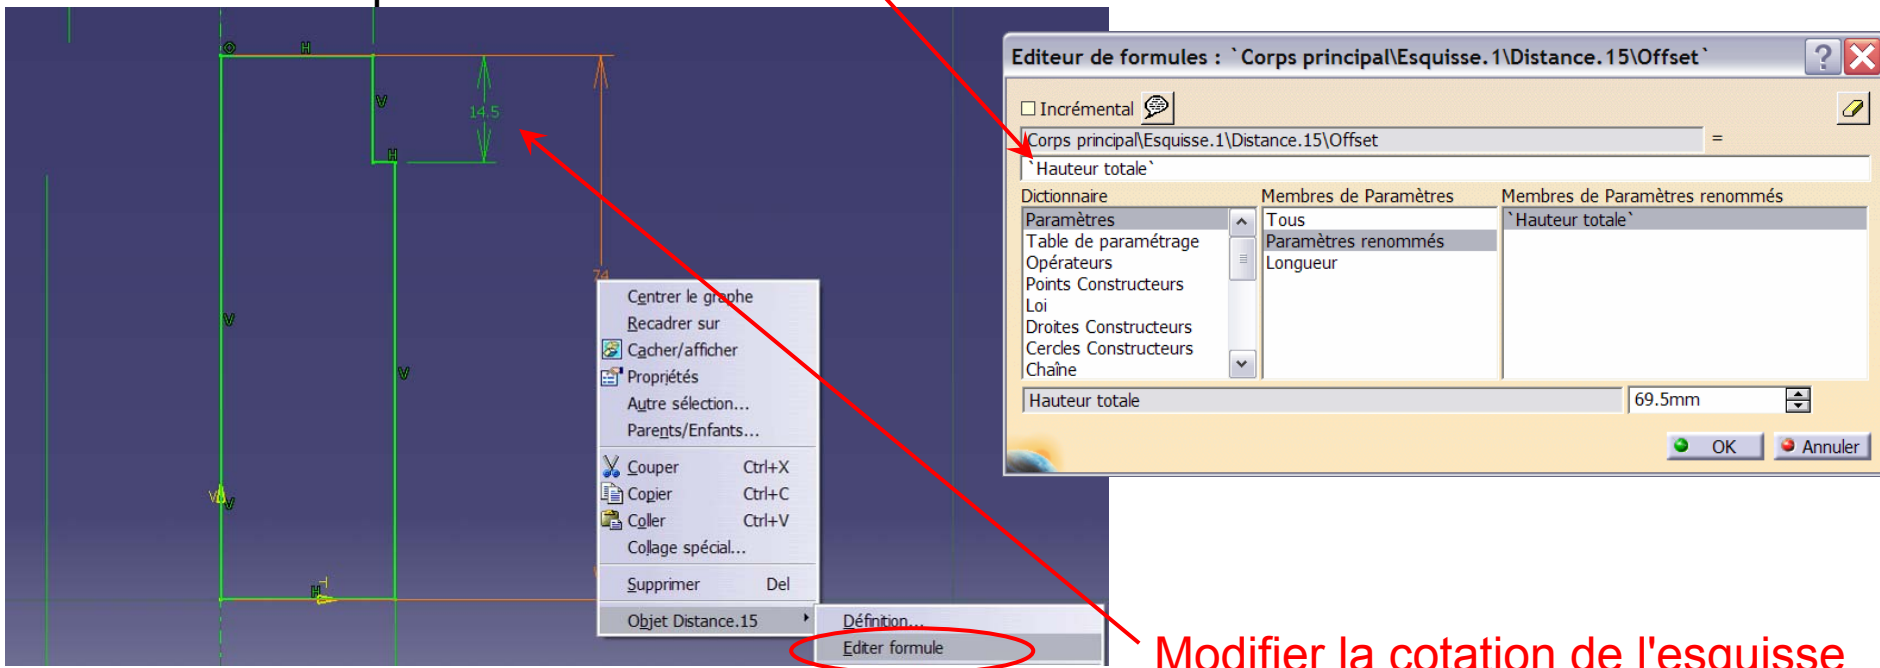 H
V
14.5
H
74
V
V
V
V
H
Centrer le graphe
Recadrer sur
Cacher/afficher
Propriétés
Autre sélection...
Parents/Enfants...
Couper Ctrl+X
Copier Ctrl+C
Coller Ctrl+V
Collage spécial...
Supprimer Del
Objet Distance.15
Définition...
Editer formule
Editeur de formules : `Corps principal\Esquisse.1\Distance.15\Offset`
Incrémental
Corps principal\Esquisse.1\Distance.15\Offset =
`Hauteur totale`
Dictionnaire Membres de Paramètres Membres de Paramètres renommés
Paramètres Tous `Hauteur totale`
Table de paramétrage Paramètres renommés
Opérateurs Longueur
Points Constructeurs
Loi
Droites Constructeurs
Cercles Constructeurs
Chaîne
Hauteur totale 69.5mm
OK Annuler
Modifier la cotation de l'esquisse